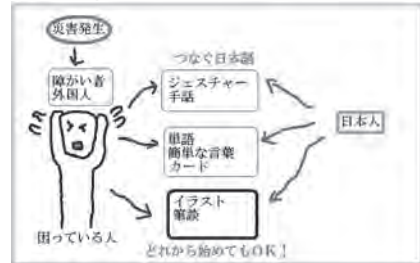 災害発生
障がい者
外国人
つなぐ日本語
ジェスチャー
手話
単語
簡単な言葉
カード
イラスト
筆談
日本人
困っている人
どれから始めてもOK！